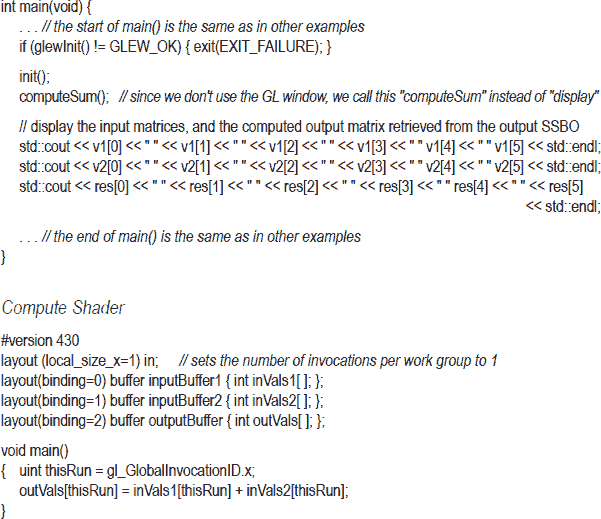 int main(void) {
. . . // the start of main() is the same as in other examples
if (glewInit() != GLEW_OK) { exit(EXIT_FAILURE); }
init();
computeSum(); // since we don't use the GL window, we call this "computeSum" instead of "display"
// display the input matrices, and the computed output matrix retrieved from the output SSBO
std::cout << v1[0] << " " << v1[1] << " " << v1[2] << " " << v1[3] << " " v1[4] << " " v1[5] << std::endl;
std::cout << v2[0] << " " << v2[1] << " " << v2[2] << " " << v2[3] << " " v2[4] << " " v2[5] << std::endl;
std::cout << res[0] << " " << res[1] << " " << res[2] << " " << res[3] << " " res[4] << " " << res[5]
<< std::endl;
. . . // the end of main() is the same as in other examples
}
Compute Shader
#version 430
layout (local_size_x=1) in; // sets the number of invocations per work group to 1
layout(binding=0) buffer inputBuffer1 { int inVals1[ ]; };
layout(binding=1) buffer inputBuffer2 { int inVals2[ ]; };
layout(binding=2) buffer outputBuffer { int outVals[ ]; };
void main()
{ uint thisRun = gl_GlobalInvocationID.x;
outVals[thisRun] = inVals1[thisRun] + inVals2[thisRun];
}